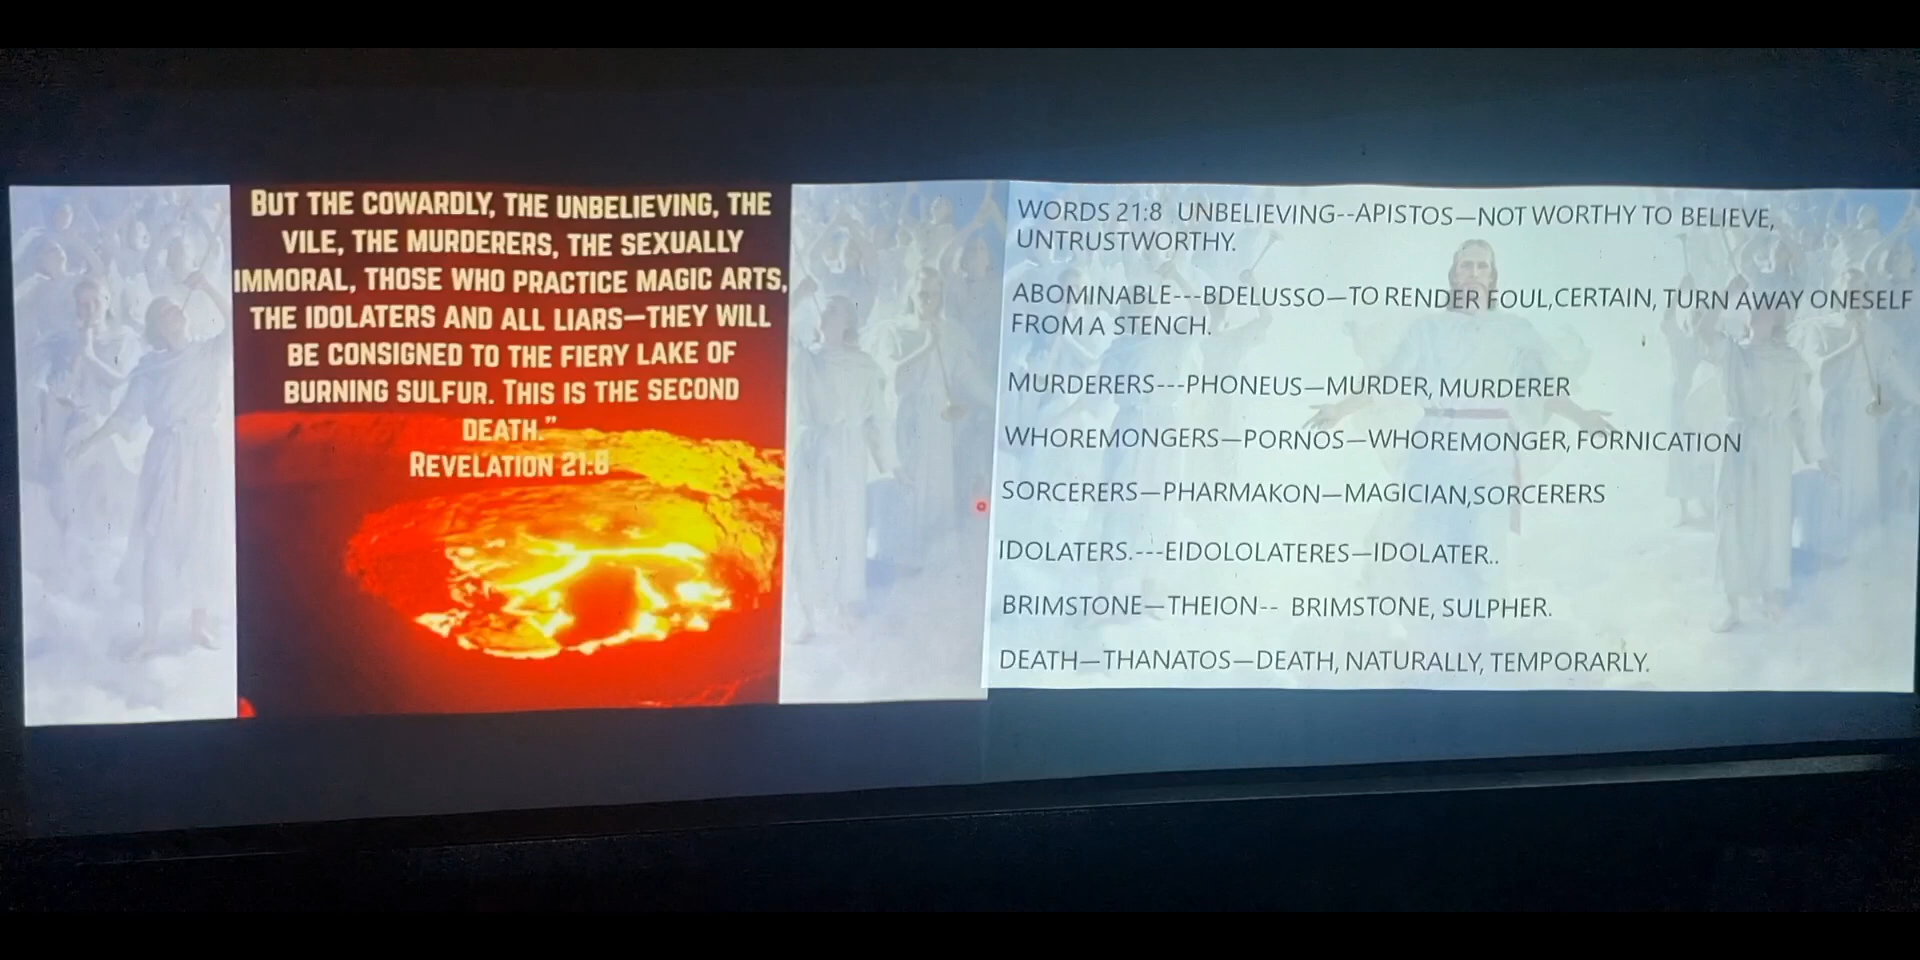 BUT THE COWARDLY, THE UNBELIEVING, THE
VILE, THE MURDERERS, THE SEXUALLY
IMMORAL, THOSE WHO PRACTICE MAGIC ARTS,
THE IDOLATERS AND ALL LIARS—THEY WILL
BE CONSIGNED TO THE FIERY LAKE OF
BURNING SULFUR. THIS IS THE SECOND
DEATH.”
REVELATION 21:8
WORDS 21:8 UNBELIEVING--APISTOS—NOT WORTHY TO BELIEVE,
UNTRUSTWORTHY.
ABOMINABLE---BDELUSSO—TO RENDER FOUL,CERTAIN, TURN AWAY ONESELF
FROM A STENCH.
MURDERERS---PHONEUS—MURDER, MURDERER
WHOREMONGERS—PORNOS—WHOREMONGER, FORNICATION
SORCERERS—PHARMAKON—MAGICIAN,SORCERERS
IDOLATERS.---EIDOLOLATERES—IDOLATER..
BRIMSTONE—THEION-- BRIMSTONE, SULPHER.
DEATH—THANATOS—DEATH, NATURALLY, TEMPORARLY.